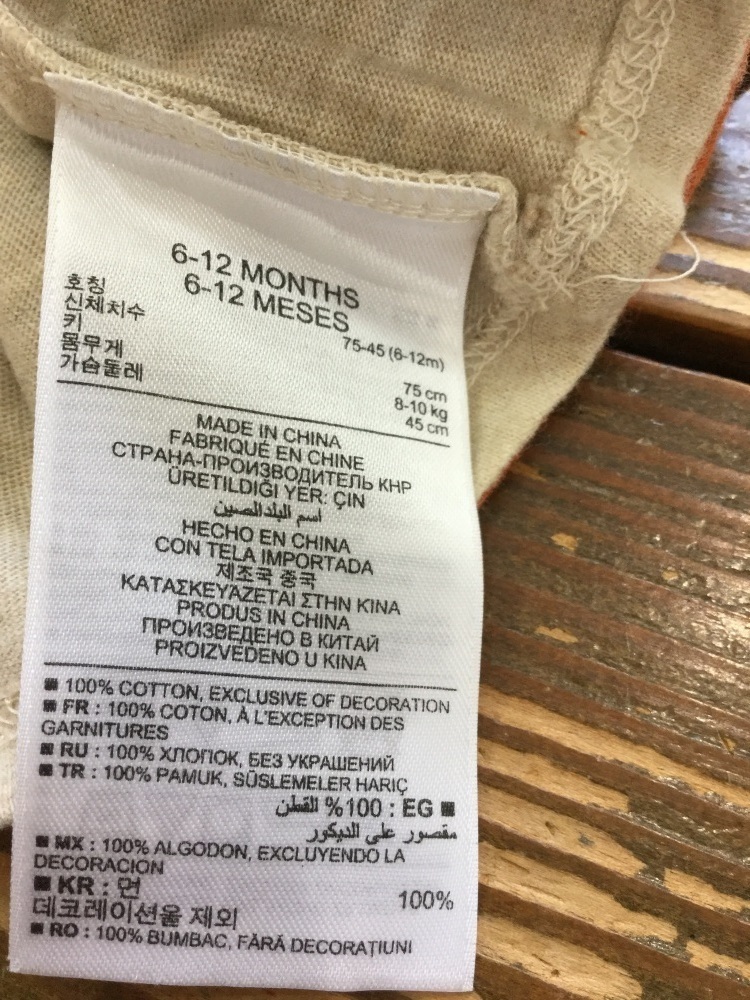 6-12 MONTHS
6-12 MESES
호칭 75-45 (6-12m)
신체치수
키 75 cm
몸무게 8-10 kg
가슴둘레 45 cm
MADE IN CHINA
FABRIQUÉ EN CHINE
СТРАНА-ПРОИЗВОДИТЕЛЬ КНР
ÜRETILDIĞI YER: ÇIN
اسم البلدالصين
HECHO EN CHINA
CON TELA IMPORTADA
제조국 중국
ΚΑΤΑΣΚΕΥΆΖΕΤΑΙ ΣΤΗΝ ΚΊΝΑ
PRODUS IN CHINA
ПРОИЗВЕДЕНО В КИТАЙ
PROIZVEDENO U KINA
■ 100% COTTON, EXCLUSIVE OF DECORATION
■ FR : 100% COTON, À L'EXCEPTION DES
GARNITURES
■ RU : 100% ХЛОПОК, БЕЗ УКРАШЕНИЙ
■ TR : 100% PAMUK, SÜSLEMELER HARIÇ
■ EG : 100% القطن
مقصور على الديكور
■ MX : 100% ALGODON, EXCLUYENDO LA
DECORACION
■ KR : 면 100%
데코레이션울 제외
■ RO : 100% BUMBAC, FĂRĂ DECORAȚIUNI